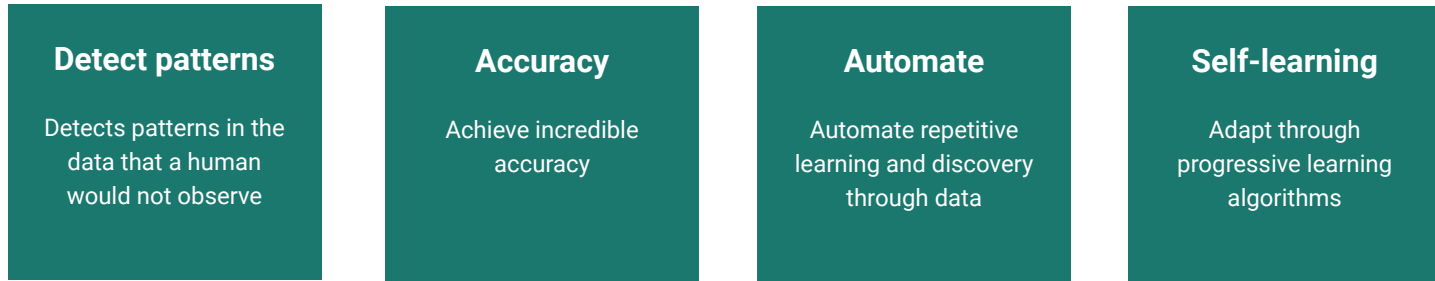 Detect patterns
Detects patterns in the
data that a human
would not observe
Accuracy
Achieve incredible
accuracy
Automate
Automate repetitive
learning and discovery
through data
Self-learning
Adapt through
progressive learning
algorithms